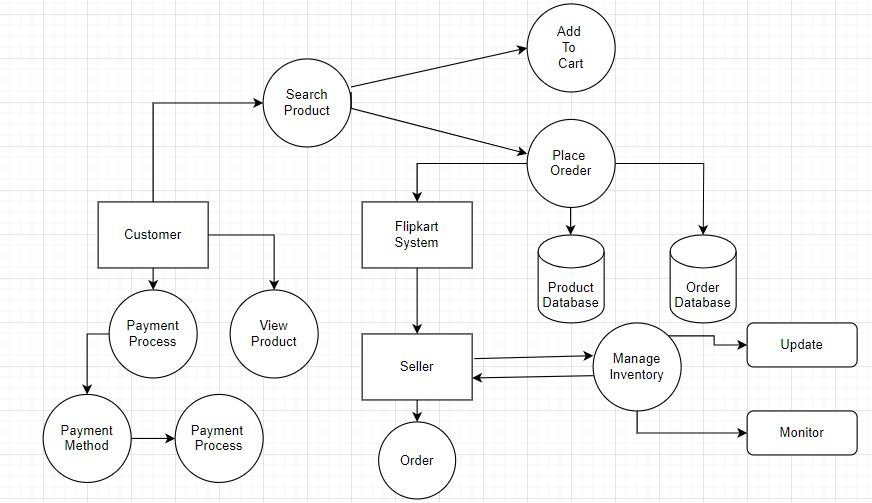 Add
To
Cart
Search
Product
Place
Oreder
Customer
Flipkart
System
Product
Database
Order
Database
Payment
Process
View
Product
Seller
Manage
Inventory
Update
Payment
Method
Payment
Process
Order
Monitor